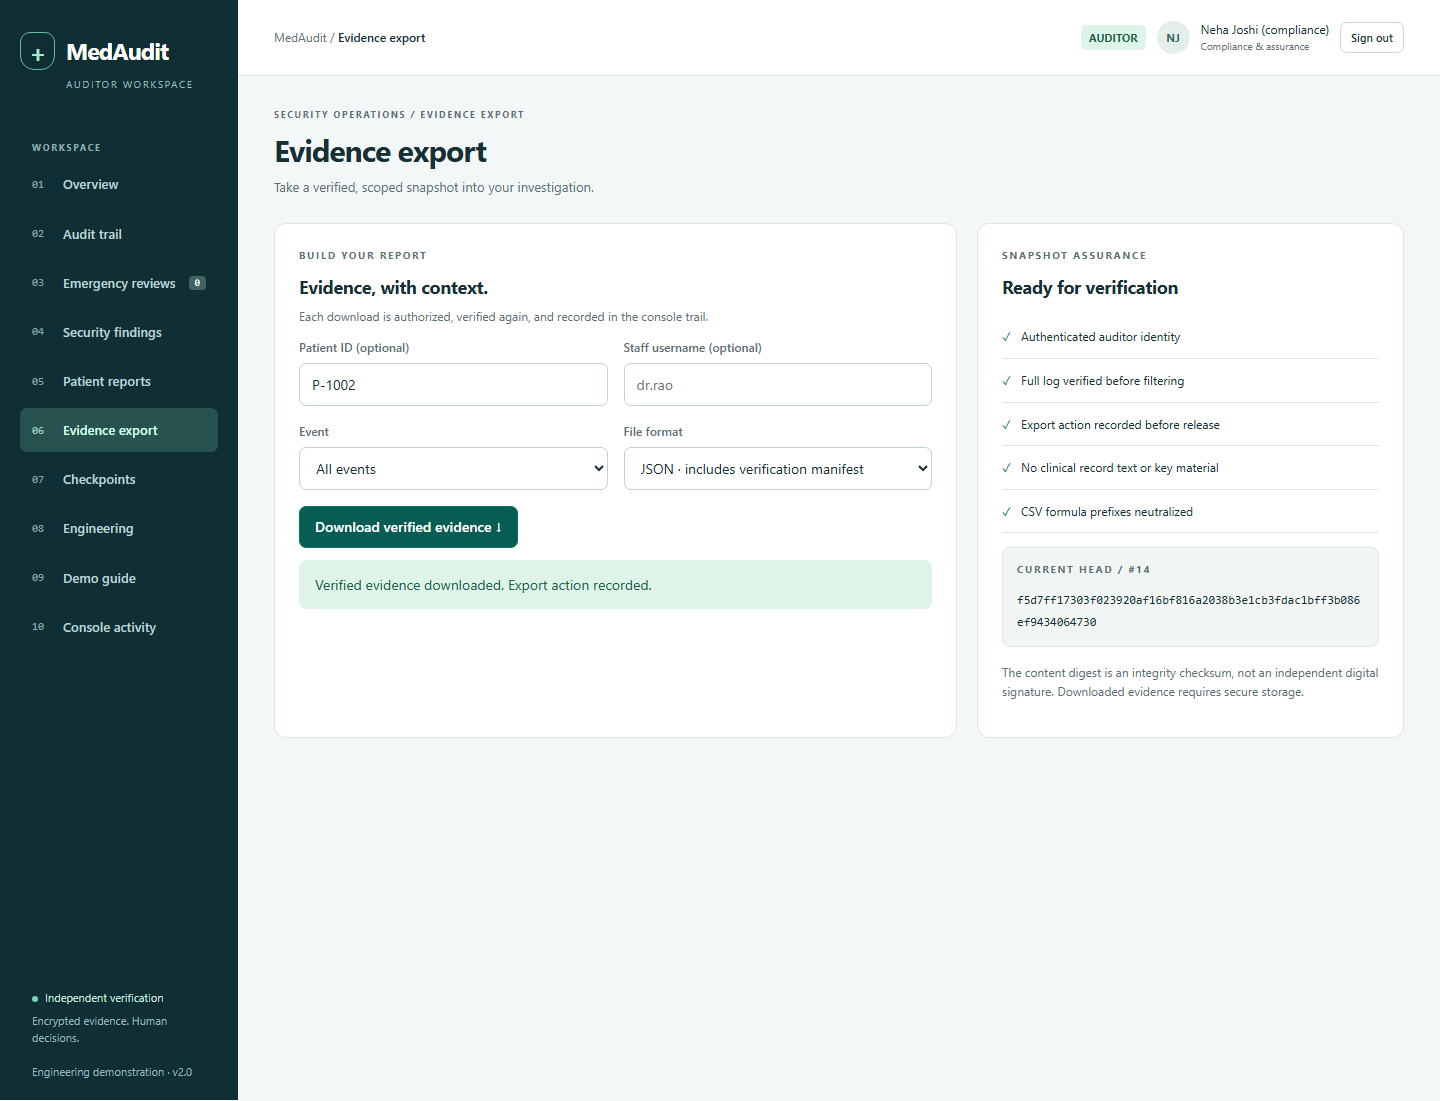 +
MedAudit
AUDITOR WORKSPACE
WORKSPACE
01 Overview
02 Audit trail
03 Emergency reviews 0
04 Security findings
05 Patient reports
06 Evidence export
07 Checkpoints
08 Engineering
09 Demo guide
10 Console activity
Independent verification
Encrypted evidence. Human
decisions.
Engineering demonstration · v2.0
MedAudit / Evidence export
AUDITOR
NJ
Neha Joshi (compliance)
Compliance & assurance
Sign out
SECURITY OPERATIONS / EVIDENCE EXPORT
Evidence export
Take a verified, scoped snapshot into your investigation.
BUILD YOUR REPORT
Evidence, with context.
Each download is authorized, verified again, and recorded in the console trail.
Patient ID (optional)
P-1002
Staff username (optional)
dr.rao
Event
All events
File format
JSON · includes verification manifest
Download verified evidence ↓
Verified evidence downloaded. Export action recorded.
SNAPSHOT ASSURANCE
Ready for verification
✓ Authenticated auditor identity
✓ Full log verified before filtering
✓ Export action recorded before release
✓ No clinical record text or key material
✓ CSV formula prefixes neutralized
CURRENT HEAD / #14
f5d7ff17303f023920af16bf816a2038b3e1cb3fdac1bff3b086
ef9434064730
The content digest is an integrity checksum, not an independent digital
signature. Downloaded evidence requires secure storage.